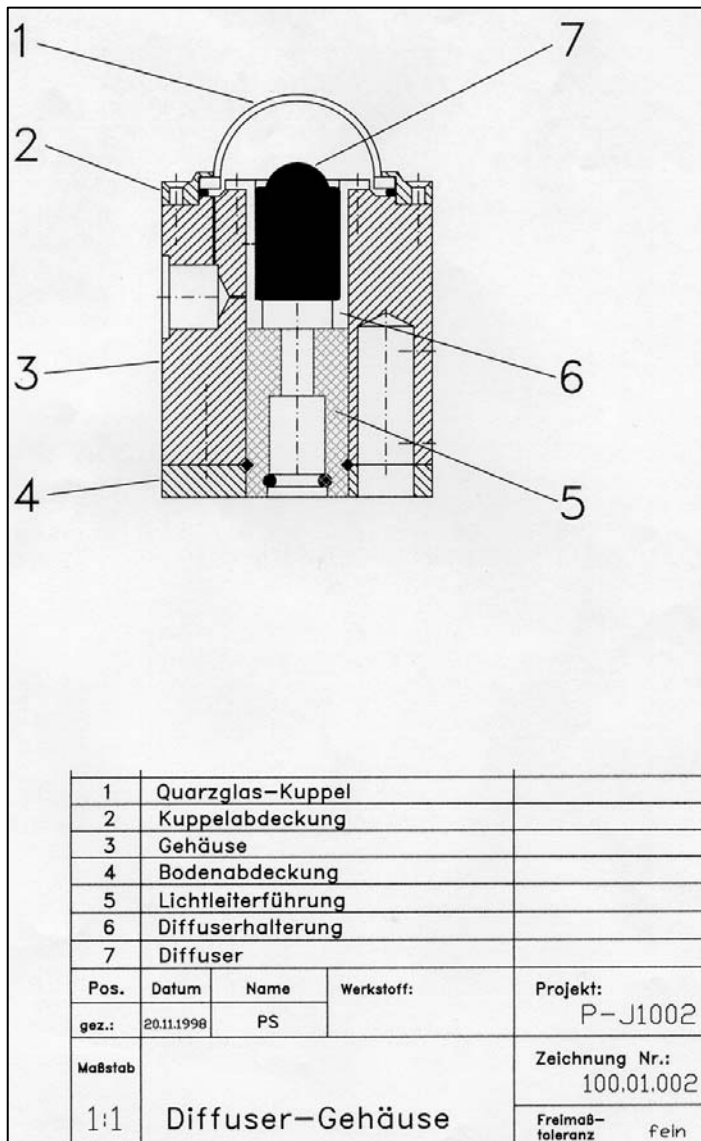 1
7
2
3
6
4
5
1 Quarzglas-Kuppel
2 Kuppelabdeckung
3 Gehäuse
4 Bodenabdeckung
5 Lichtleiterführung
6 Diffuserhalterung
7 Diffuser
Pos. Datum Name Werkstoff: Projekt:
P-J1002
gez.: 20.11.1998 PS
Maßstab Zeichnung Nr.:
100.01.002
1:1 Diffuser-Gehäuse Freimaß-
toleranz fein